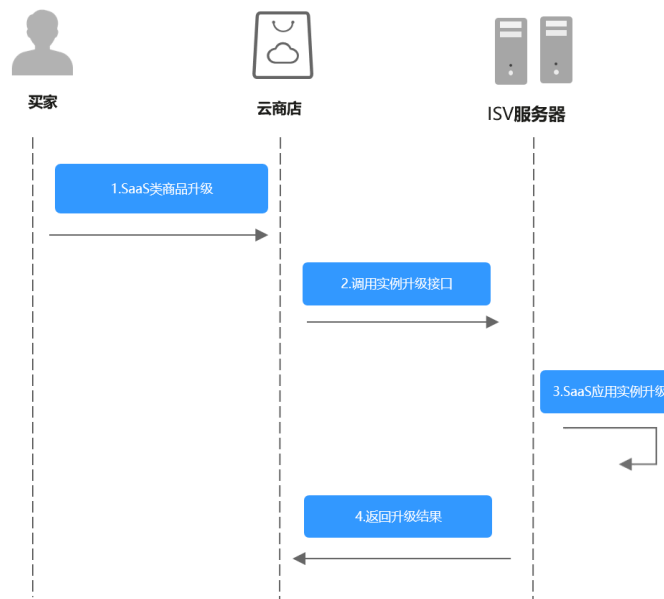 买家
云商店
ISV服务器
1.SaaS类商品升级
2.调用实例升级接口
3.SaaS应用实例升级
4.返回升级结果